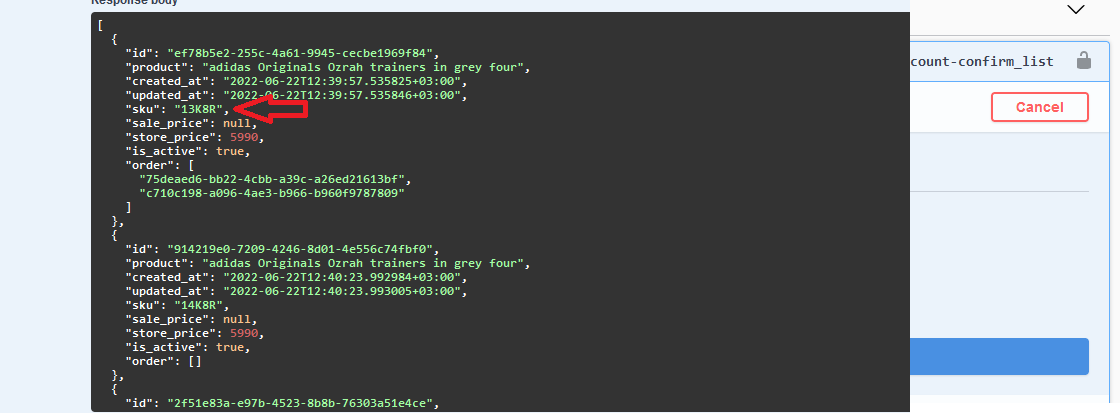 Response body
[
{
"id": "ef78b5e2-255c-4a61-9945-cecbe1969f84",
"product": "adidas Originals Ozrah trainers in grey four",
"created_at": "2022-06-22T12:39:57.535825+03:00",
"updated_at": "2022-06-22T12:39:57.535846+03:00",
"sku": "13K8R",
"sale_price": null,
"store_price": 5990,
"is_active": true,
"order": [
"75deaed6-bb22-4cbb-a39c-a26ed21613bf",
"c710c198-a096-4ae3-b966-b960f9787809"
]
},
{
"id": "914219e0-7209-4246-8d01-4e556c74fbf0",
"product": "adidas Originals Ozrah trainers in grey four",
"created_at": "2022-06-22T12:40:23.992984+03:00",
"updated_at": "2022-06-22T12:40:23.993005+03:00",
"sku": "14K8R",
"sale_price": null,
"store_price": 5990,
"is_active": true,
"order": []
},
{
"id": "2f51e83a-e97b-4523-8b8b-76303a51e4ce",
count-confirm_list
Cancel